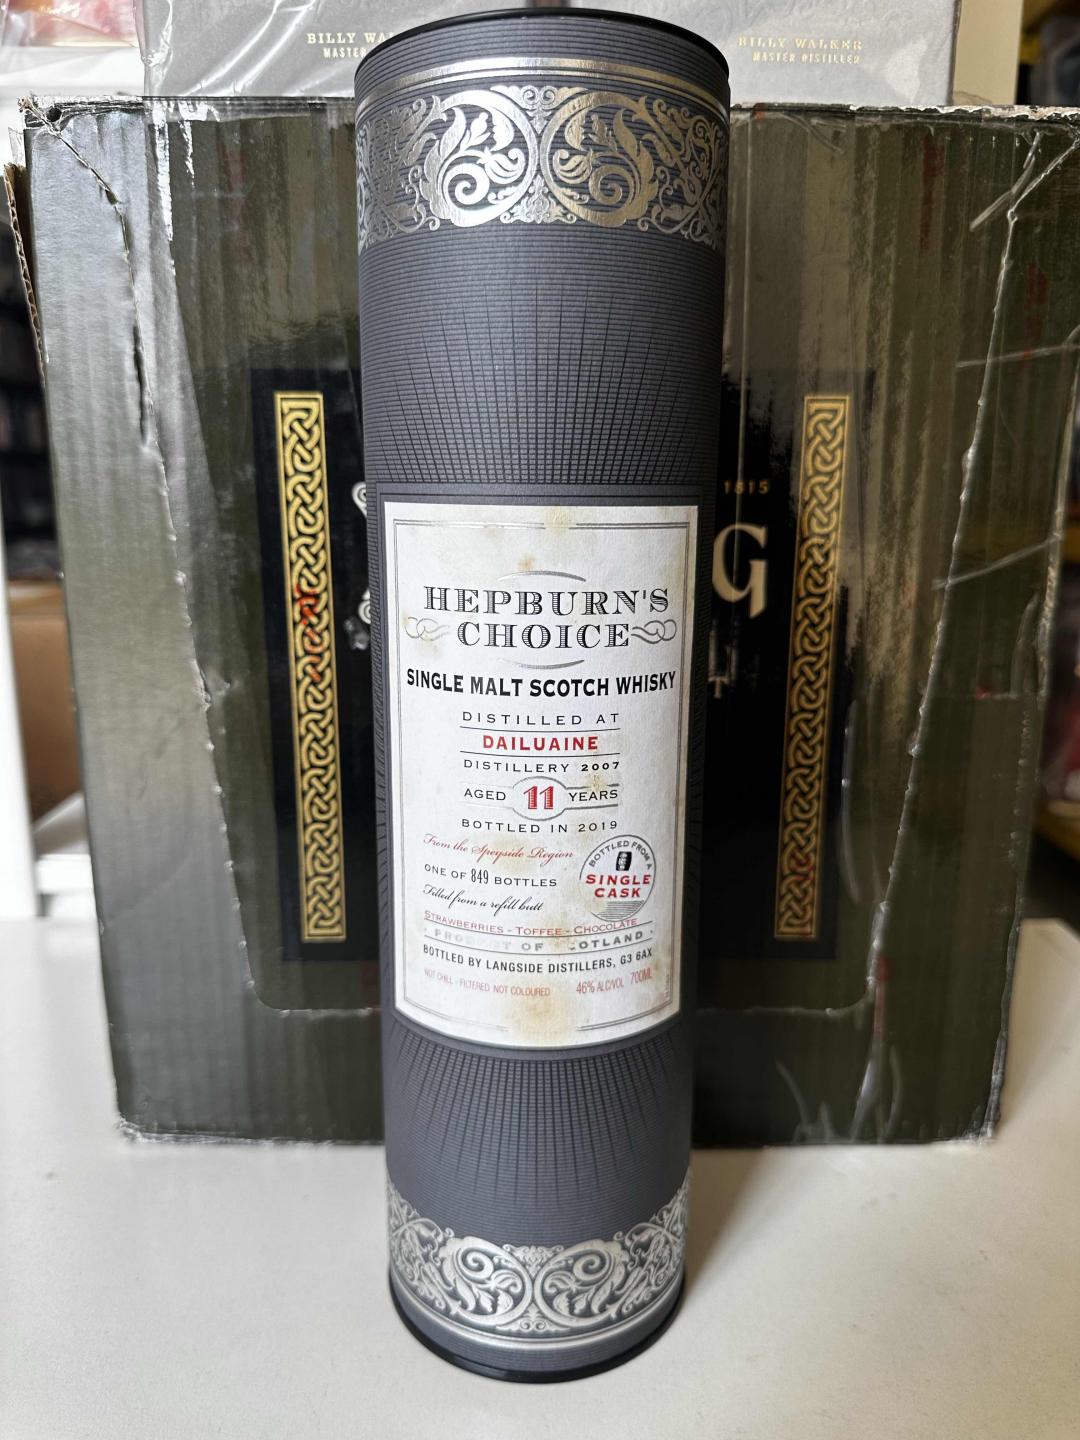 BILLY WALKER
MASTER
BILLY WALKER
MASTER DISTILLER
1815
G
HEPBURN'S
CHOICE
SINGLE MALT SCOTCH WHISKY
DISTILLED AT
DAILUAINE
DISTILLERY 2007
AGED 11 YEARS
BOTTLED IN 2019
From the Speyside Region
ONE OF 849 BOTTLES
Filled from a refill butt
BOTTLED FROM A
SINGLE
CASK
STRAWBERRIES - TOFFEE - CHOCOLATE
OF
BOTTLED BY LANGSIDE DISTILLERS, G3 6AX
NOT CHILL - FILTERED NOT COLOURED 46% ALC/VOL 700ML